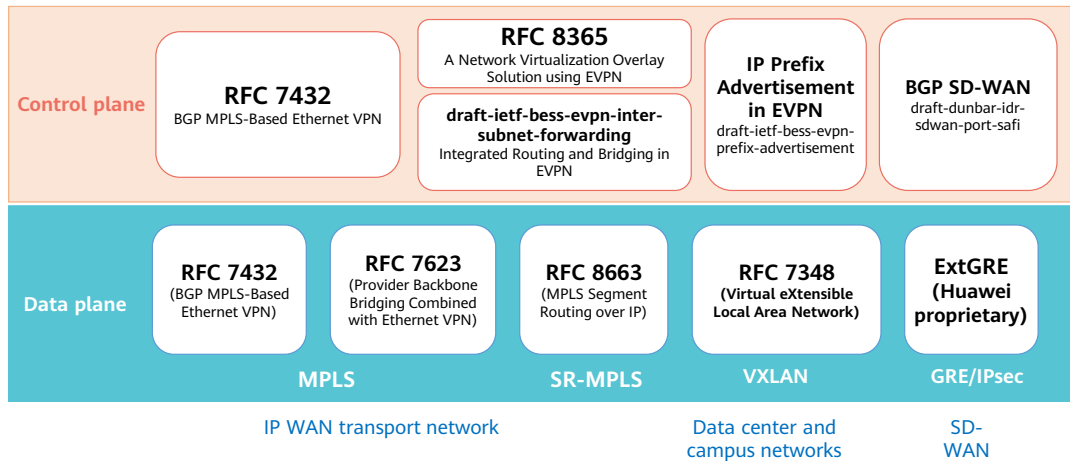 Control plane
RFC 7432
BGP MPLS-Based Ethernet VPN
RFC 8365
A Network Virtualization Overlay
Solution using EVPN
draft-ietf-bess-evpn-inter-
subnet-forwarding
Integrated Routing and Bridging in
EVPN
IP Prefix
Advertisement
in EVPN
draft-ietf-bess-evpn-
prefix-advertisement
BGP SD-WAN
draft-dunbar-idr-
sdwan-port-safi
Data plane
RFC 7432
(BGP MPLS-Based
Ethernet VPN)
RFC 7623
(Provider Backbone
Bridging Combined
with Ethernet VPN)
RFC 8663
(MPLS Segment
Routing over IP)
RFC 7348
(Virtual eXtensible
Local Area Network)
ExtGRE
(Huawei
proprietary)
MPLS
SR-MPLS
VXLAN
GRE/IPsec
IP WAN transport network
Data center and
campus networks
SD-
WAN